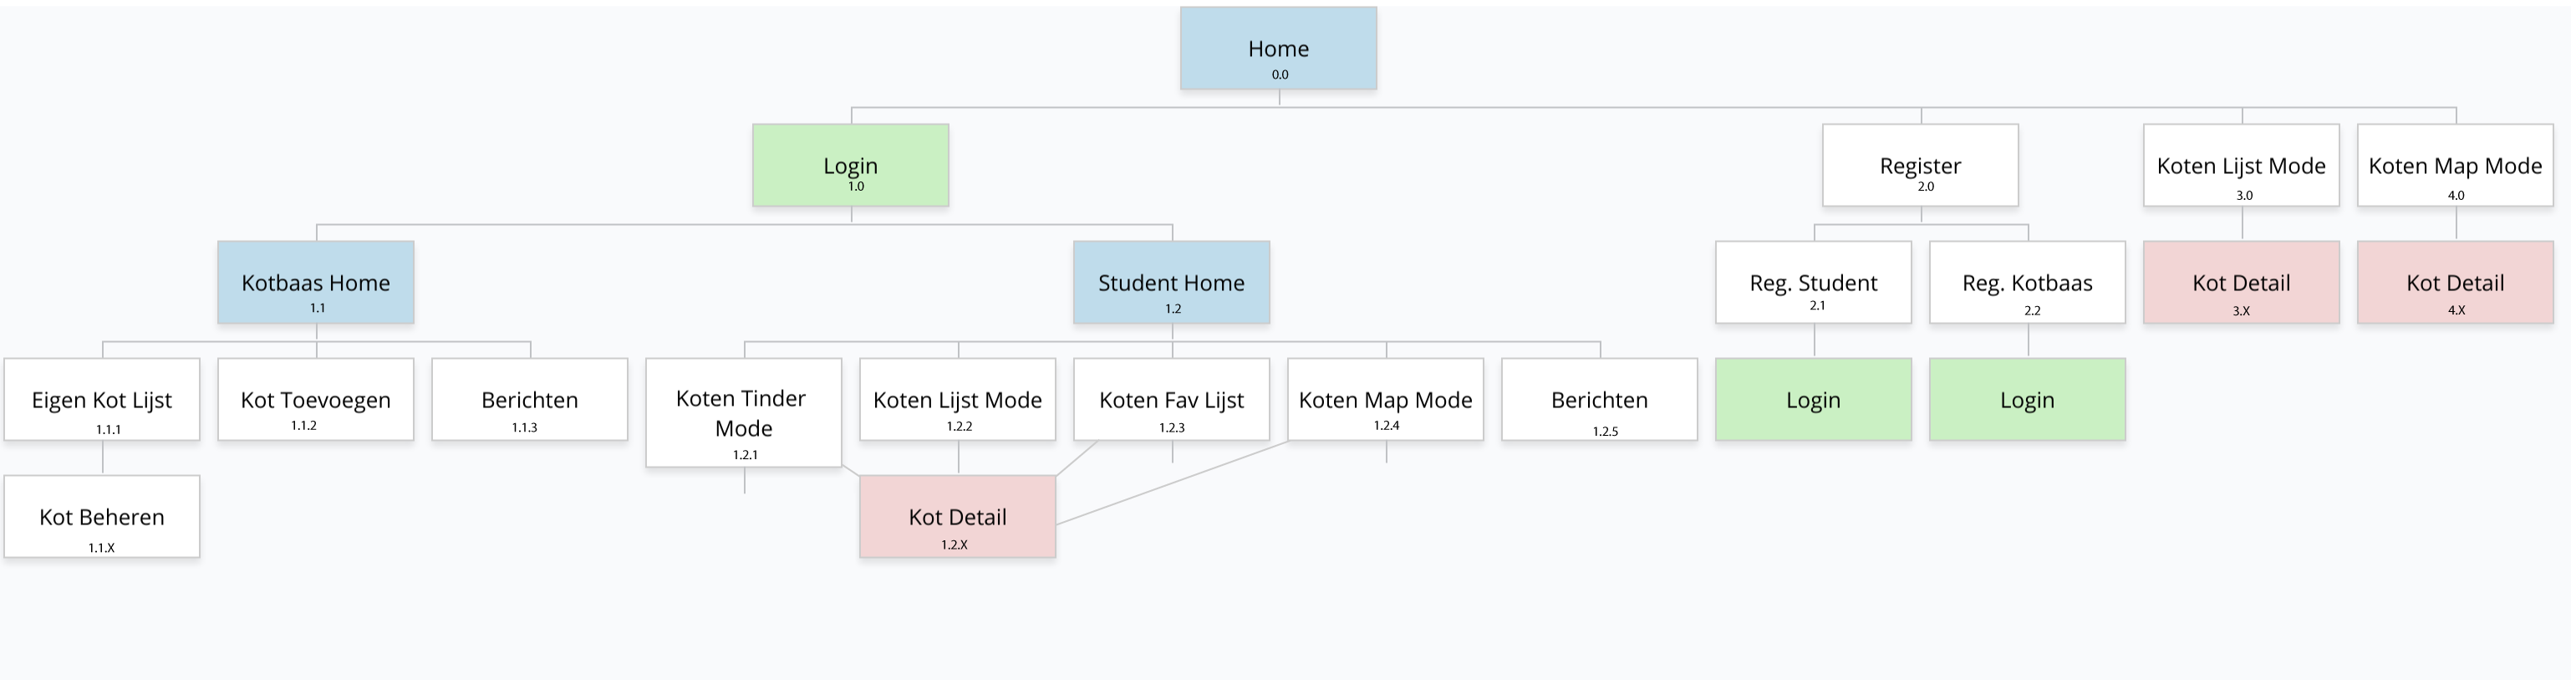 Home
0.0
Login
1.0
Register
2.0
Koten Lijst Mode
3.0
Koten Map Mode
4.0
Kotbaas Home
1.1
Student Home
1.2
Reg. Student
2.1
Reg. Kotbaas
2.2
Kot Detail
3.X
Kot Detail
4.X
Eigen Kot Lijst
1.1.1
Kot Toevoegen
1.1.2
Berichten
1.1.3
Koten Tinder
Mode
1.2.1
Koten Lijst Mode
1.2.2
Koten Fav Lijst
1.2.3
Koten Map Mode
1.2.4
Berichten
1.2.5
Login
Login
Kot Beheren
1.1.X
Kot Detail
1.2.X